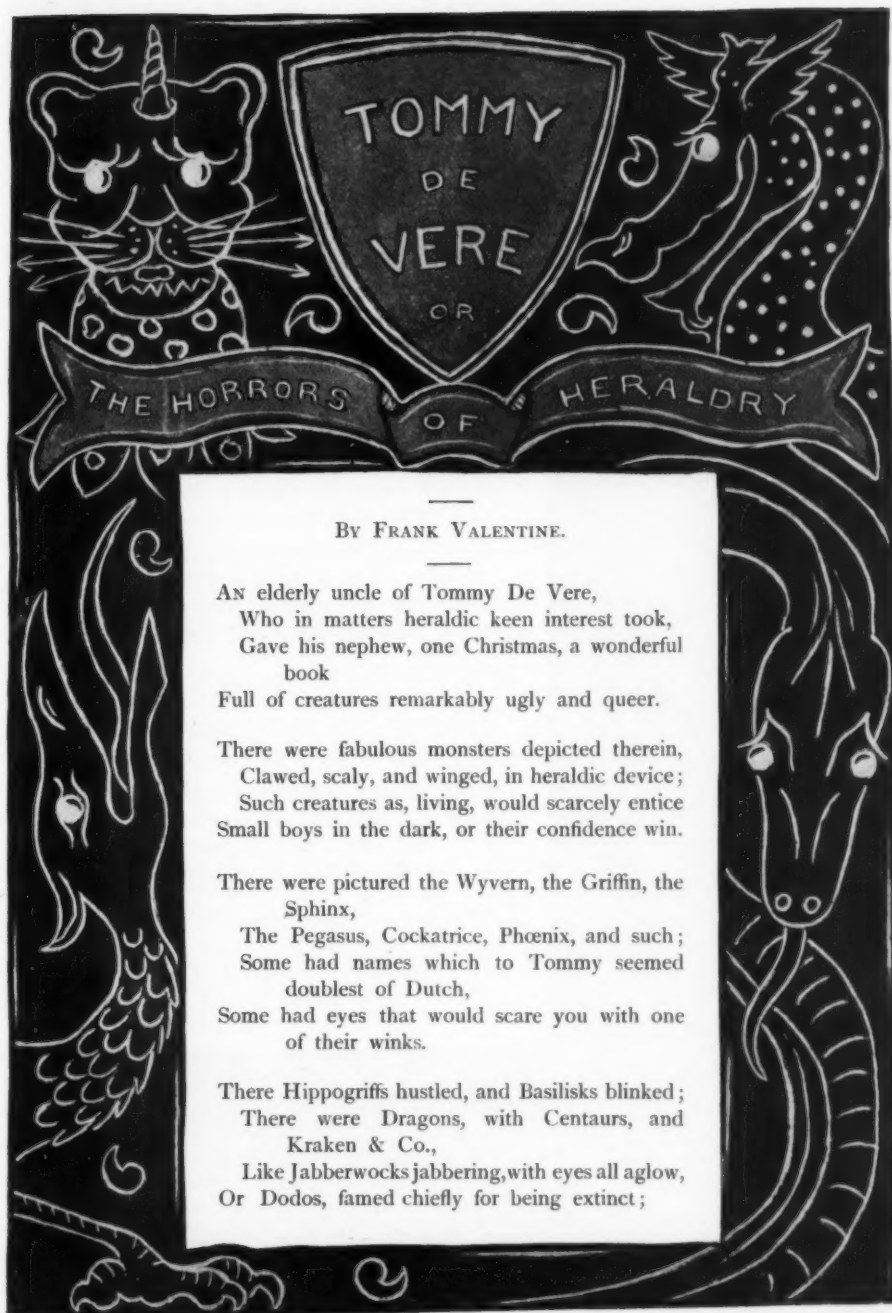 TOMMY
DE
VERE
OR
THE HORRORS OF HERALDRY
BY FRANK VALENTINE.
AN elderly uncle of Tommy De Vere,
Who in matters heraldic keen interest took,
Gave his nephew, one Christmas, a wonderful
book
Full of creatures remarkably ugly and queer.
There were fabulous monsters depicted therein,
Clawed, scaly, and winged, in heraldic device;
Such creatures as, living, would scarcely entice
Small boys in the dark, or their confidence win.
There were pictured the Wyvern, the Griffin, the
Sphinx,
The Pegasus, Cockatrice, Phœnix, and such;
Some had names which to Tommy seemed
doublest of Dutch,
Some had eyes that would scare you with one
of their winks.
There Hippogriffs hustled, and Basilisks blinked;
There were Dragons, with Centaurs, and
Kraken & Co.,
Like Jabberwocks jabbering, with eyes all aglow,
Or Dodos, famed chiefly for being extinct;